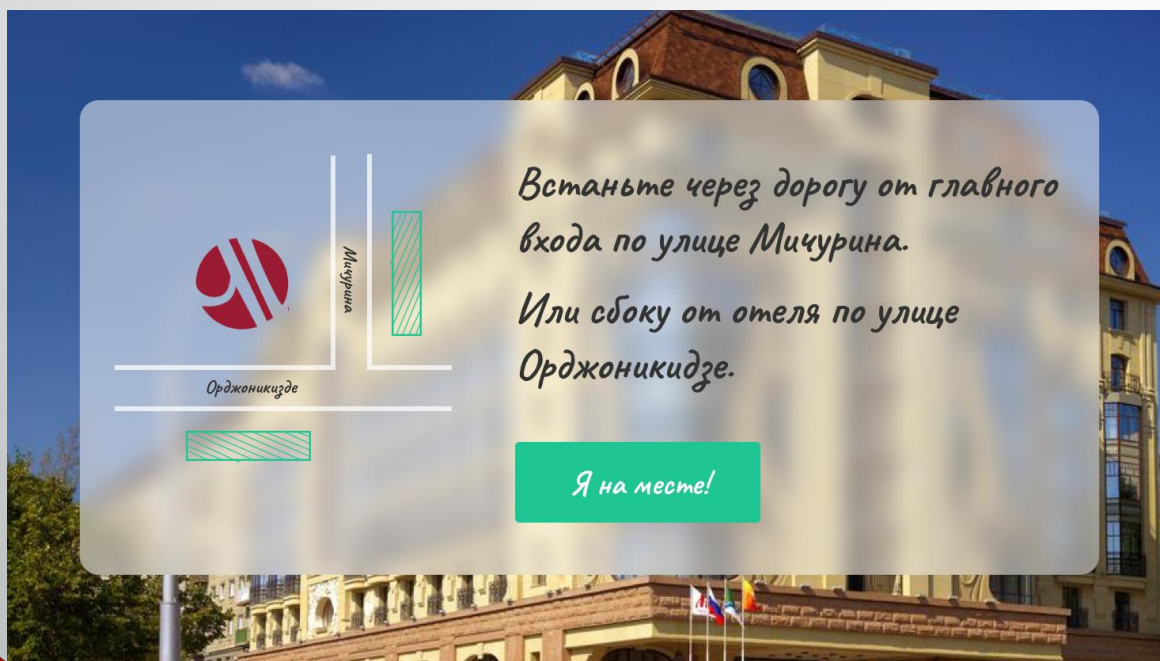 Встаньте через дорогу от главного
входа по улице Мичурина.
Или сбоку от отеля по улице
Орджоникидзе.
Мичурина
Орджоникизде
Я на месте!